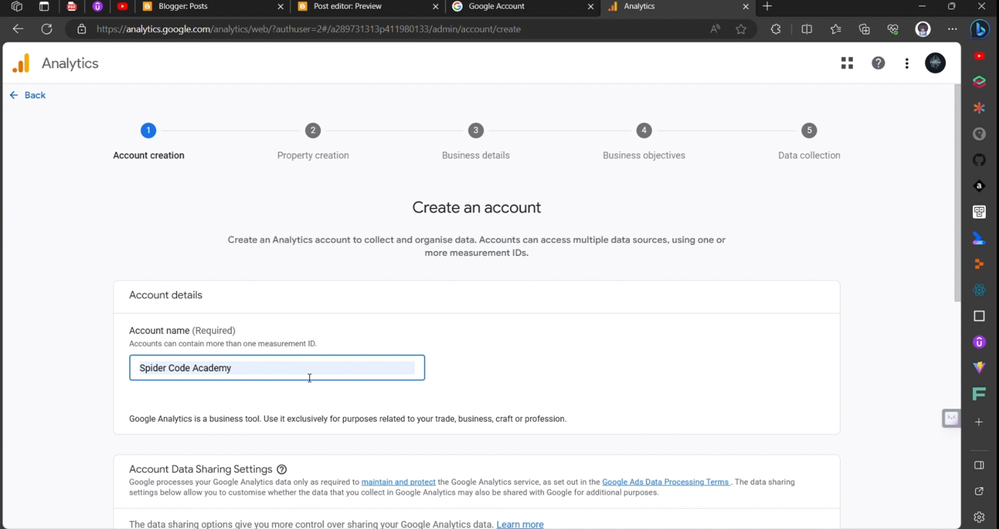 Blogger: Posts
Post editor: Preview
Google Account
Analytics
https://analytics.google.com/analytics/web/?authuser=2#/a289731313p411980133/admin/account/create
Analytics
Back
1
2
3
4
5
Account creation
Property creation
Business details
Business objectives
Data collection
Create an account
Create an Analytics account to collect and organise data. Accounts can access multiple data sources, using one or
more measurement IDs.
Account details
Account name (Required)
Accounts can contain more than one measurement ID.
Spider Code Academy
Google Analytics is a business tool. Use it exclusively for purposes related to your trade, business, craft or profession.
Account Data Sharing Settings
Google processes your Google Analytics data only as required to maintain and protect the Google Analytics service, as set out in the Google Ads Data Processing Terms . The data sharing
settings below allow you to customise whether the data that you collect in Google Analytics may also be shared with Google for additional purposes.
The data sharing options give you more control over sharing your Google Analytics data. Learn more